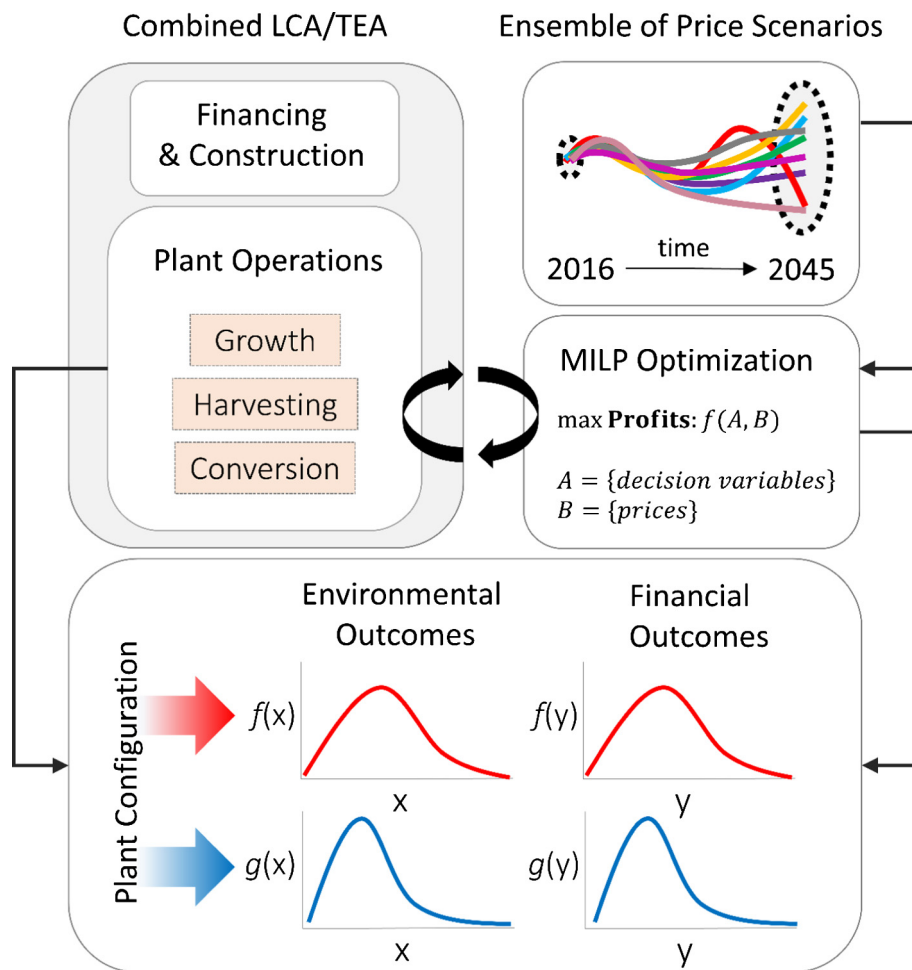 Combined LCA/TEA
Financing
& Construction
Plant Operations
Growth
Harvesting
Conversion
Ensemble of Price Scenarios
time
2016
2045
MILP Optimization
max Profits: f(A, B)
A = {decision variables}
B = {prices}
Plant Configuration
Environmental
Outcomes
Financial
Outcomes
f(x)
x
f(y)
y
g(x)
x
g(y)
y